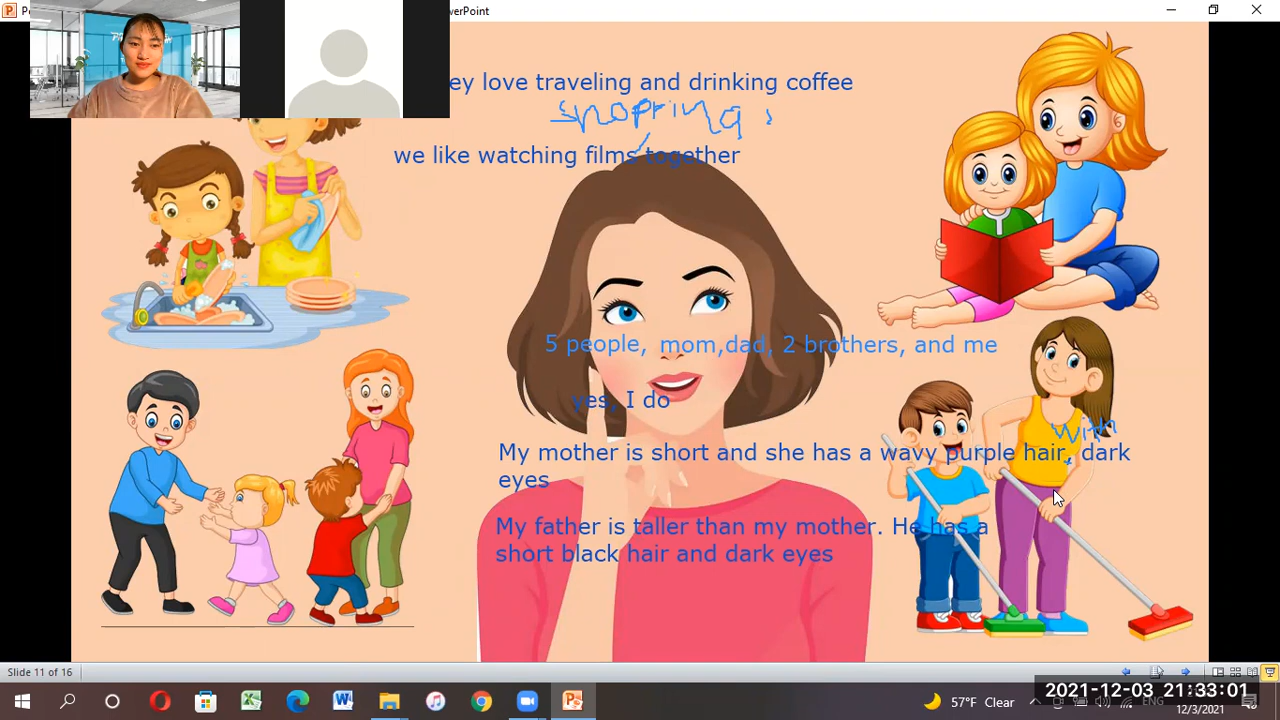 PowerPoint
ey love traveling and drinking coffee
shopping
we like watching films together
5 people, mom,dad, 2 brothers, and me
yes, I do
with
My mother is short and she has a wavy purple hair, dark
eyes
My father is taller than my mother. He has a
short black hair and dark eyes
Slide 11 of 16
57°F Clear
ENG
2021-12-03 21:33:01
12/3/2021